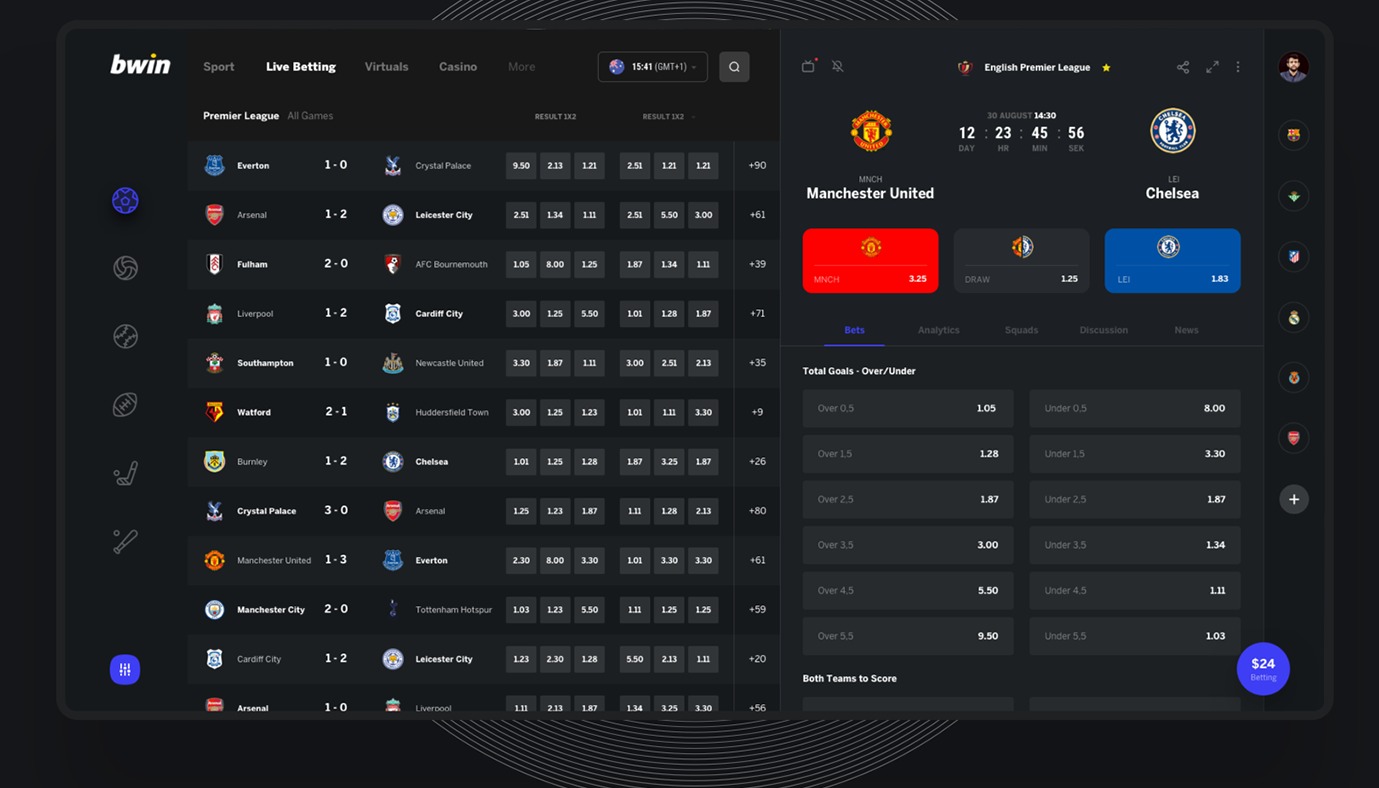 bwin Sport Live Betting Virtuals Casino More 15:41 (GMT+1)
Premier League All Games RESULT 1X2 RESULT 1X2
Everton 1 - 0 Crystal Palace 9.50 2.13 1.21 2.51 1.21 1.21 +90
Arsenal 1 - 2 Leicester City 2.51 1.34 1.11 2.51 5.50 3.00 +61
Fulham 2 - 0 AFC Bournemouth 1.05 8.00 1.25 1.87 1.34 1.11 +39
Liverpool 1 - 2 Cardiff City 3.00 1.25 5.50 1.01 1.28 1.87 +71
Southampton 1 - 0 Newcastle United 3.30 1.87 1.11 3.00 2.51 2.13 +35
Watford 2 - 1 Huddersfield Town 3.00 1.25 1.23 1.01 1.11 3.30 +9
Burnley 1 - 2 Chelsea 1.01 1.25 1.28 1.87 3.25 1.87 +26
Crystal Palace 3 - 0 Arsenal 1.25 1.23 1.87 1.11 1.28 2.13 +80
Manchester United 1 - 3 Everton 2.30 8.00 3.30 1.01 3.30 3.30 +61
Manchester City 2 - 0 Tottenham Hotspur 1.03 1.23 5.50 1.11 1.25 1.25 +59
Cardiff City 1 - 2 Leicester City 1.23 2.30 1.28 5.50 2.13 1.11 +20
Arsenal 1 - 0 Liverpool 1.11 2.13 1.87 1.34 3.25 3.30 +56
English Premier League
30 AUGUST 14:30
12 : 23 : 45 : 56
DAY HR MIN SEK
MNCH LEI
Manchester United Chelsea
MNCH 3.25 DRAW 1.25 LEI 1.83
Bets Analytics Squads Discussion News
Total Goals - Over/Under
Over 0,5 1.05 Under 0,5 8.00
Over 1,5 1.28 Under 1,5 3.30
Over 2,5 1.87 Under 2,5 1.87
Over 3,5 3.00 Under 3,5 1.34
Over 4,5 5.50 Under 4,5 1.11
Over 5,5 9.50 Under 5,5 1.03
Both Teams to Score
$24
Betting